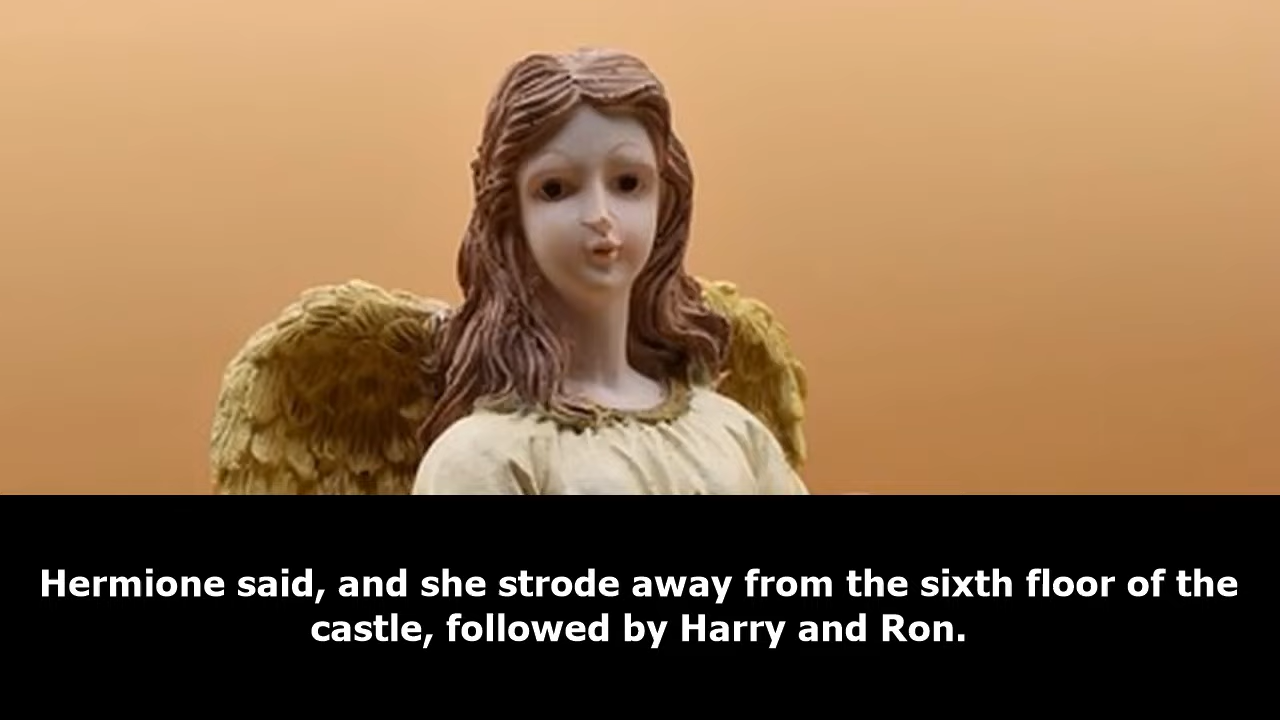 Hermione said, and she strode away from the sixth floor of the
castle, followed by Harry and Ron.